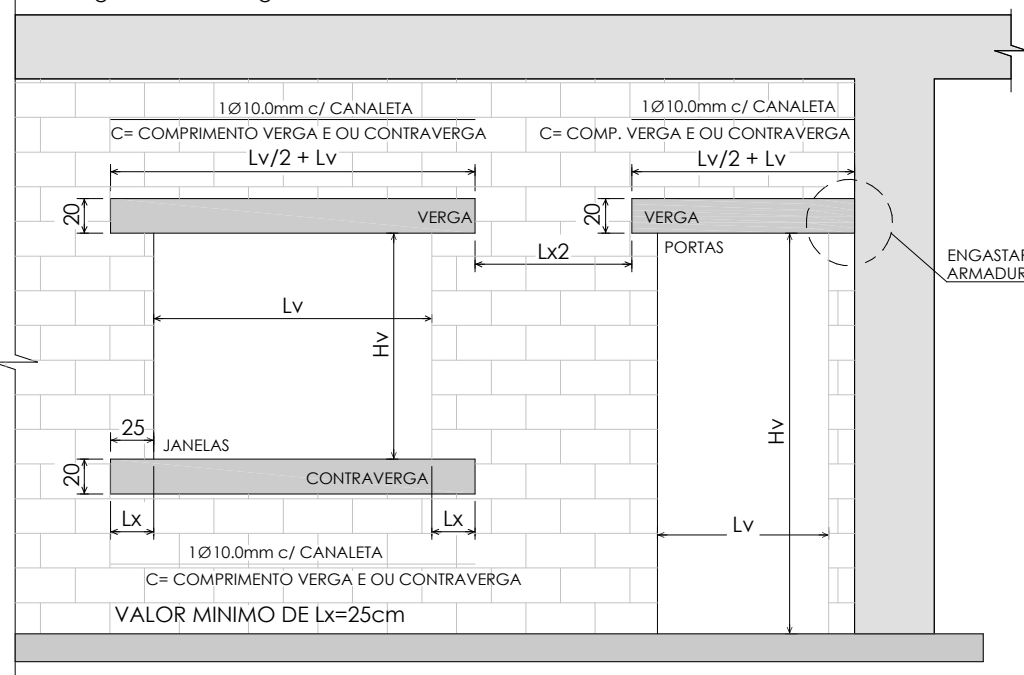 1Ø10.0mm c/ CANALETA
C= COMPRIMENTO VERGA E OU CONTRAVERGA
Lv/2 + Lv
1Ø10.0mm c/ CANALETA
C= COMP. VERGA E OU CONTRAVERGA
Lv/2 + Lv
20
VERGA
20
VERGA
PORTAS
Lx2
ENGASTAR
ARMADUR
Lv
Hv
Hv
25
JANELAS
20
CONTRAVERGA
Lx
Lx
Lv
1Ø10.0mm c/ CANALETA
C= COMPRIMENTO VERGA E OU CONTRAVERGA
VALOR MINIMO DE Lx=25cm